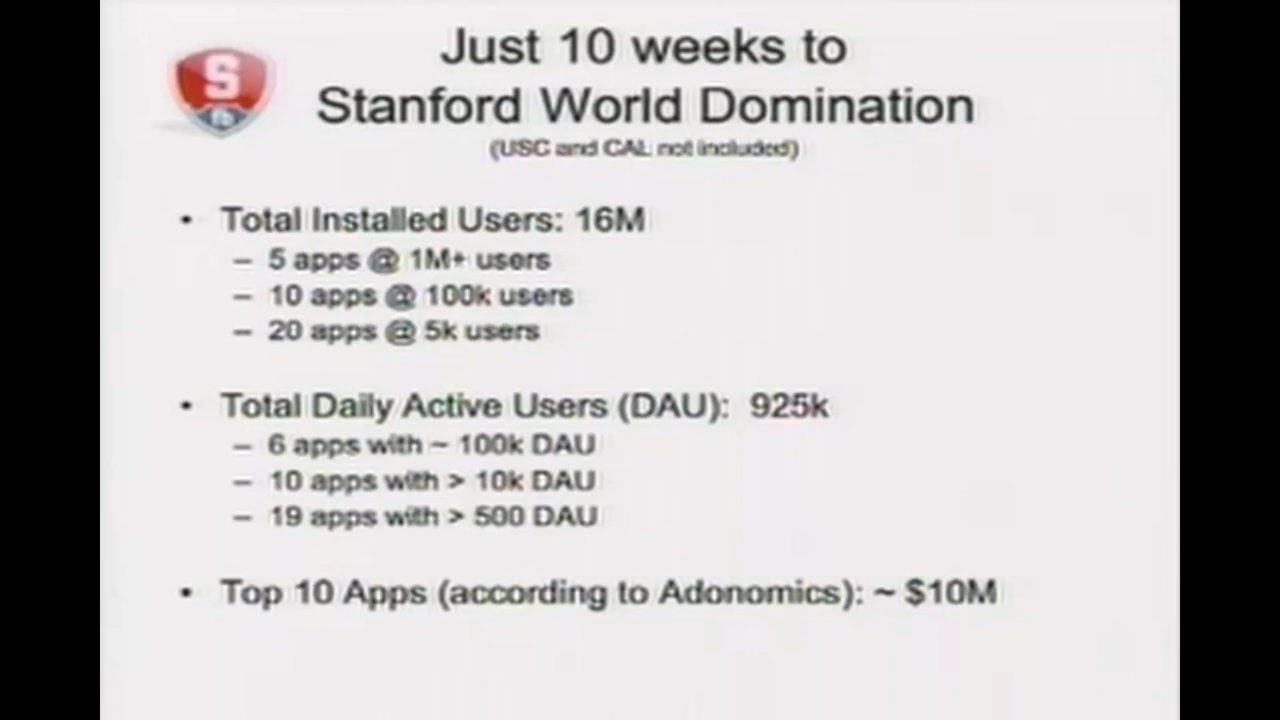 Just 10 weeks to
Stanford World Domination
(USC and CAL not included)
S
fb
• Total Installed Users: 16M
– 5 apps @ 1M+ users
– 10 apps @ 100k users
– 20 apps @ 5k users
• Total Daily Active Users (DAU): 925k
– 6 apps with ~ 100k DAU
– 10 apps with > 10k DAU
– 19 apps with > 500 DAU
• Top 10 Apps (according to Adonomics): ~ $10M